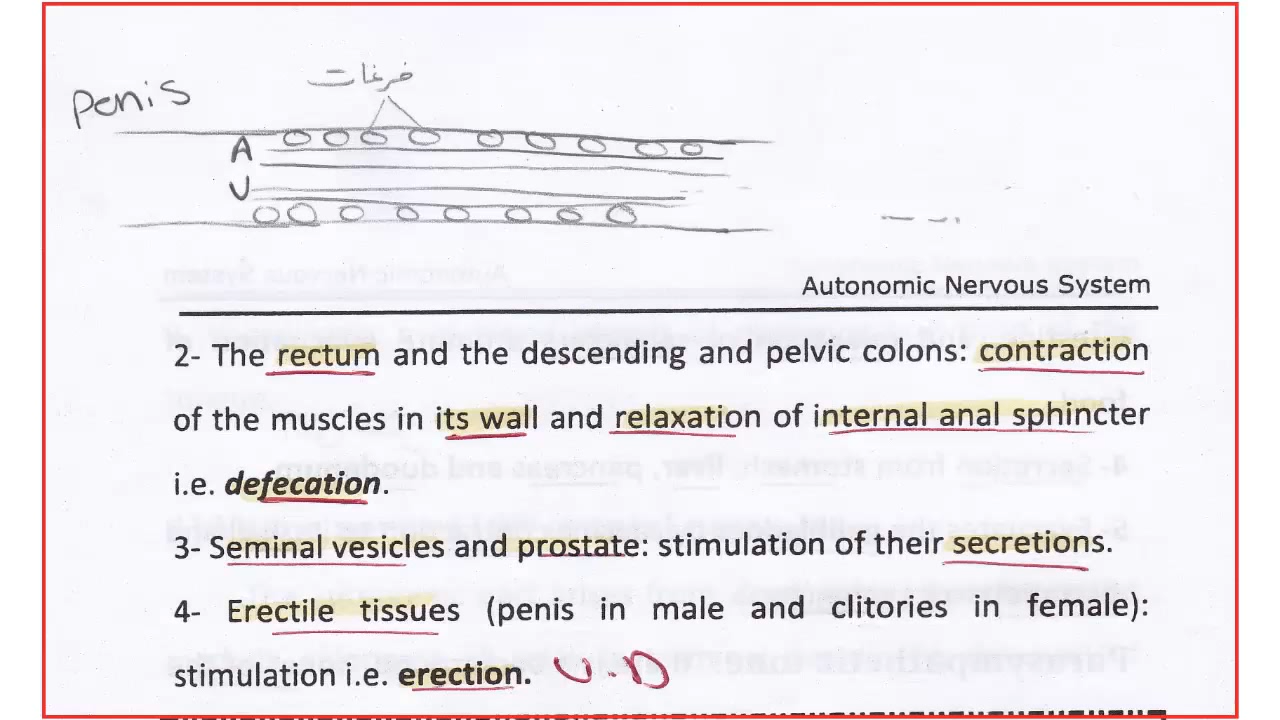 penis
فرغات
A
V
Autonomic Nervous System
2- The rectum and the descending and pelvic colons: contraction
of the muscles in its wall and relaxation of internal anal sphincter
i.e. defecation.
3- Seminal vesicles and prostate: stimulation of their secretions.
4- Erectile tissues (penis in male and clitories in female):
stimulation i.e. erection. V.D